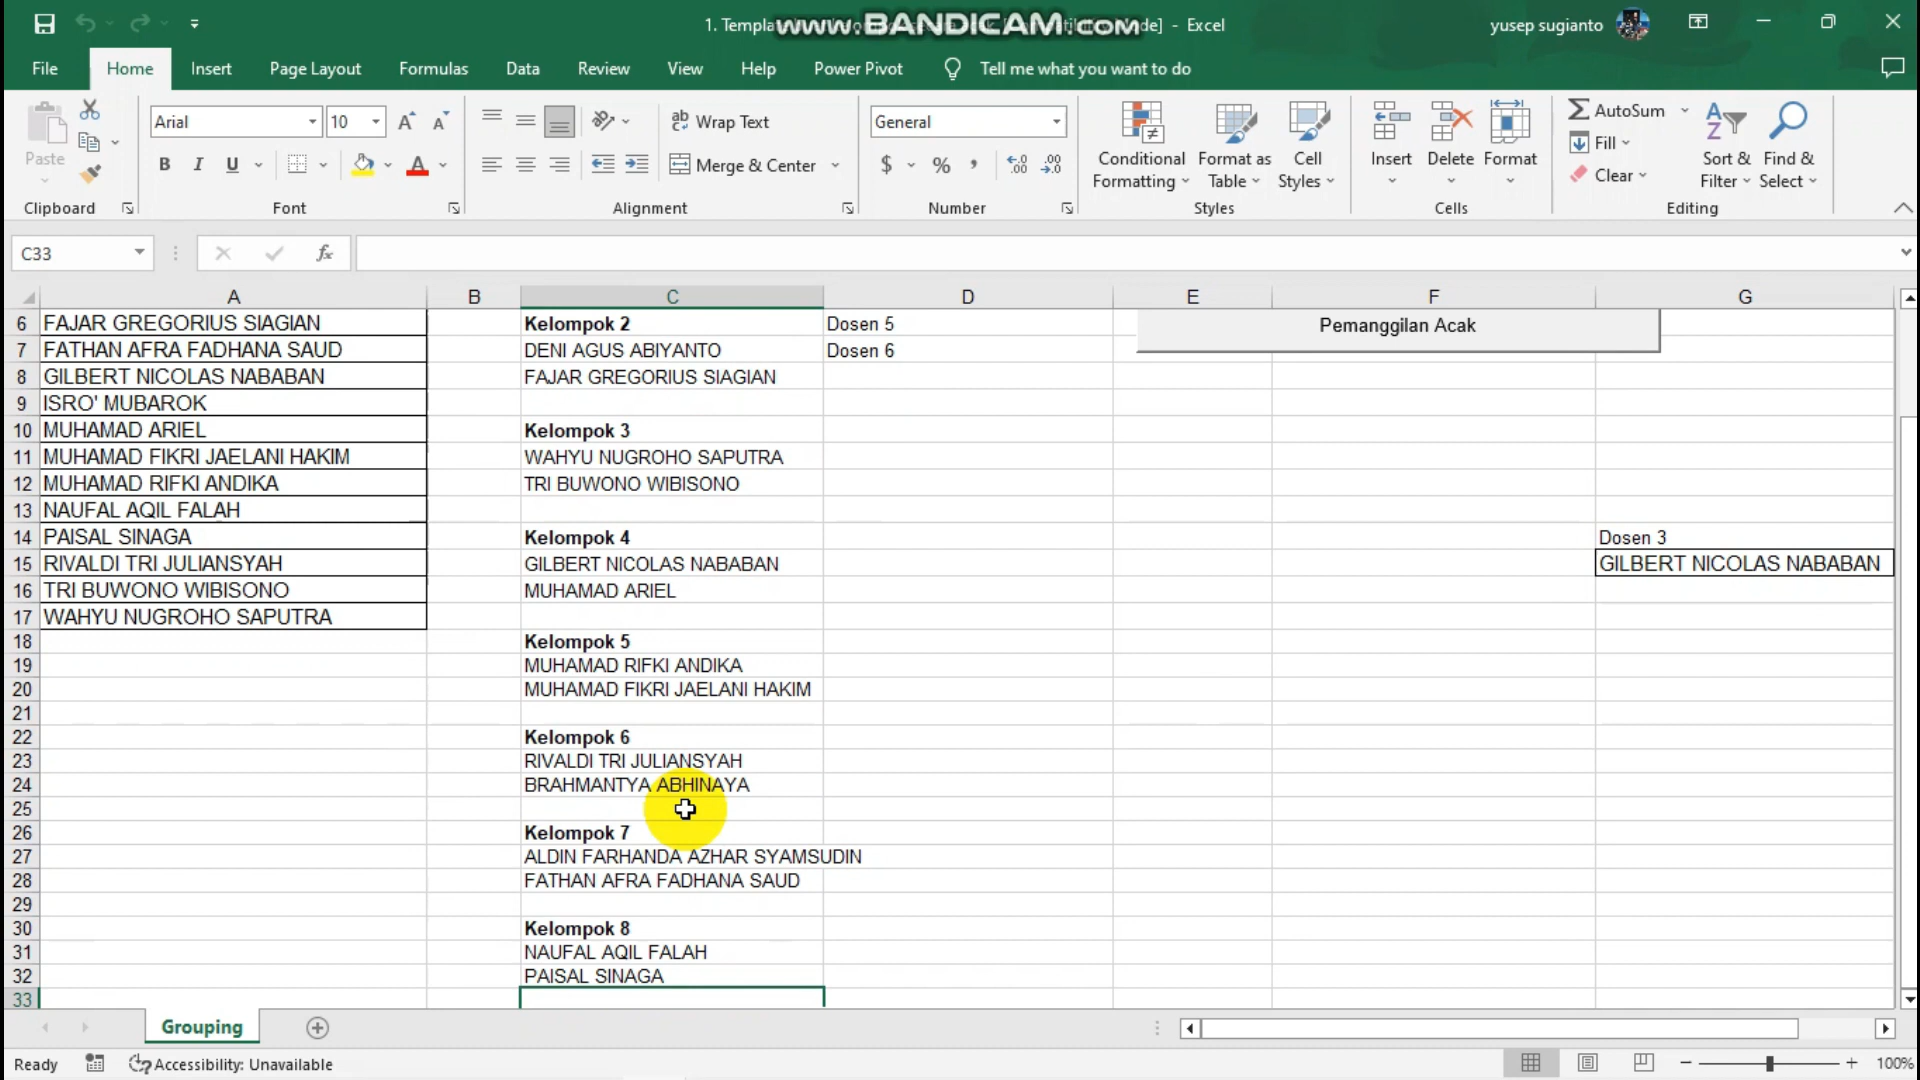 1. Templa
www.BANDICAM.com
de] - Excel
yusep sugianto
File Home Insert Page Layout Formulas Data Review View Help Power Pivot Tell me what you want to do
Paste
Clipboard
Arial 10
B I U
Font
Wrap Text
Merge & Center
Alignment
General
$ % ,
Number
Conditional Formatting
Format as Table
Cell Styles
Styles
Insert Delete Format
Cells
AutoSum
Fill
Clear
Sort & Filter
Find & Select
Editing
C33 fx
A B C D E F G
6 FAJAR GREGORIUS SIAGIAN Kelompok 2 Dosen 5 Pemanggilan Acak
7 FATHAN AFRA FADHANA SAUD DENI AGUS ABIYANTO Dosen 6
8 GILBERT NICOLAS NABABAN FAJAR GREGORIUS SIAGIAN
9 ISRO' MUBAROK
10 MUHAMAD ARIEL Kelompok 3
11 MUHAMAD FIKRI JAELANI HAKIM WAHYU NUGROHO SAPUTRA
12 MUHAMAD RIFKI ANDIKA TRI BUWONO WIBISONO
13 NAUFAL AQIL FALAH
14 PAISAL SINAGA Kelompok 4 Dosen 3
15 RIVALDI TRI JULIANSYAH GILBERT NICOLAS NABABAN GILBERT NICOLAS NABABAN
16 TRI BUWONO WIBISONO MUHAMAD ARIEL
17 WAHYU NUGROHO SAPUTRA
18 Kelompok 5
19 MUHAMAD RIFKI ANDIKA
20 MUHAMAD FIKRI JAELANI HAKIM
21
22 Kelompok 6
23 RIVALDI TRI JULIANSYAH
24 BRAHMANTYA ABHINAYA
25
26 Kelompok 7
27 ALDIN FARHANDA AZHAR SYAMSUDIN
28 FATHAN AFRA FADHANA SAUD
29
30 Kelompok 8
31 NAUFAL AQIL FALAH
32 PAISAL SINAGA
33
Grouping
Ready Accessibility: Unavailable 100%